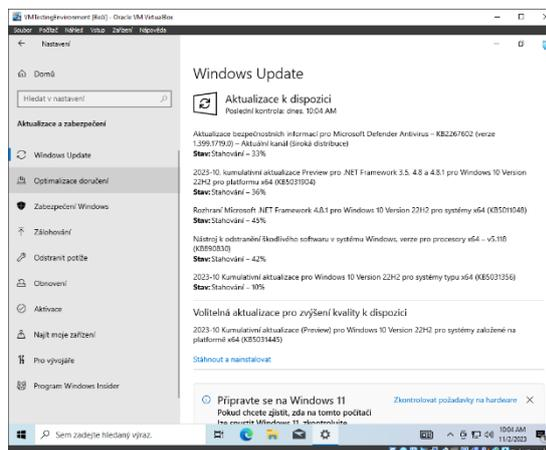 VMTestingEnvironment [Běží] - Oracle VM VirtualBox
Soubor Počítač Náhled Vstup Zařízení Nápověda
Nastavení
Domů
Hledat v nastavení
Aktualizace a zabezpečení
Windows Update
Optimalizace doručení
Zabezpečení Windows
Zálohování
Odstranit potíže
Obnovení
Aktivace
Najít moje zařízení
Pro vývojáře
Program Windows Insider
Windows Update
Aktualizace k dispozici
Poslední kontrola: dnes, 10:04 AM
Aktualizace bezpečnostních informací pro Microsoft Defender Antivirus – KB2267602 (verze
1.399.1719.0) – Aktuální kanál (široká distribuce)
Stav: Stahování – 33%
2023-10, kumulativní aktualizace Preview pro .NET Framework 3.5, 4.8 a 4.8.1 pro Windows 10 Version
22H2 pro platformu x64 (KB5031904)
Stav: Stahování – 36%
Rozhraní Microsoft .NET Framework 4.8.1 pro Windows 10 Version 22H2 pro systémy x64 (KB5011048)
Stav: Stahování – 45%
Nástroj k odstranění škodlivého softwaru v systému Windows, verze pro procesory x64 – v5.118
(KB890830)
Stav: Stahování – 42%
2023-10 Kumulativní aktualizace pro Windows 10 Version 22H2 pro systémy typu x64 (KB5031356)
Stav: Stahování – 10%
Volitelná aktualizace pro zvýšení kvality k dispozici
2023-10 Kumulativní aktualizace (Preview) pro Windows 10 Version 22H2 pro systémy založené na
platformě x64 (KB5031445)
Stáhnout a nainstalovat
Připravte se na Windows 11
Zkontrolovat požadavky na hardware
Pokud chcete zjistit, zda na tomto počítači
lze spustit Windows 11, zkontrolujte
Sem zadejte hledaný výraz.
10:04 AM
11/2/2023